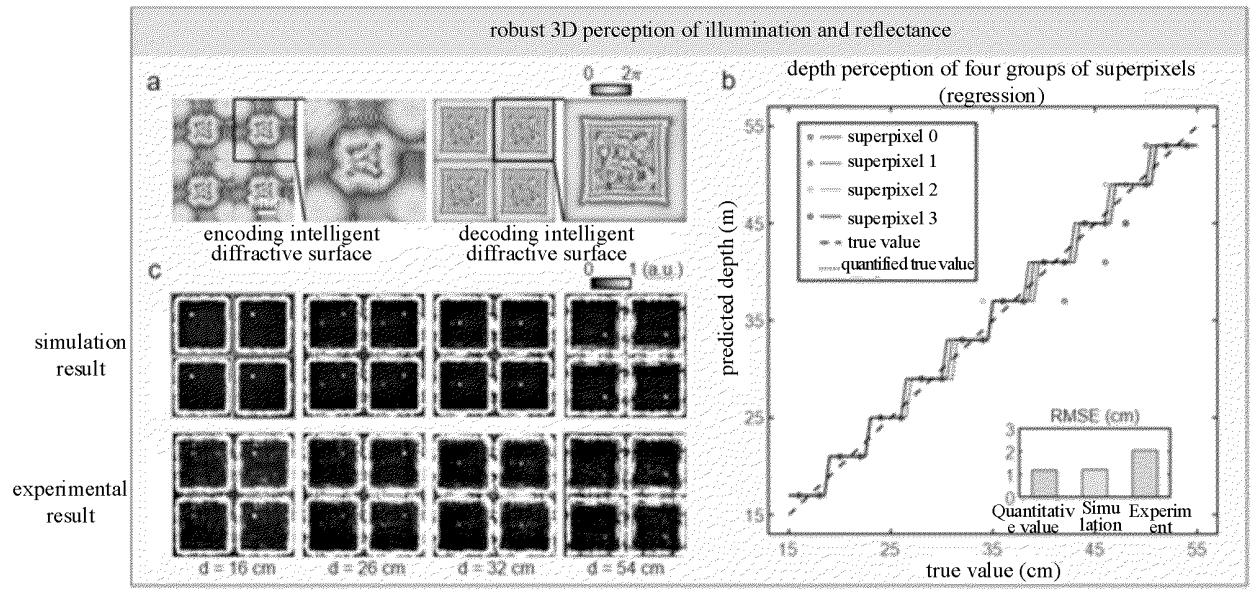 robust 3D perception of illumination and reflectance
a
0 2π
encoding intelligent
diffractive surface
decoding intelligent
diffractive surface
b
depth perception of four groups of superpixels
(regression)
55
45
35
25
15
predicted depth (m)
superpixel 0
superpixel 1
superpixel 2
superpixel 3
true value
quantified true value
RMSE (cm)
3
2
1
0
Quantitativ
e value
Simu
lation
Experim
ent
15 25 35 45 55
true value (cm)
c
0 1 (a.u.)
simulation
result
experimental
result
d = 16 cm d = 26 cm d = 32 cm d = 54 cm